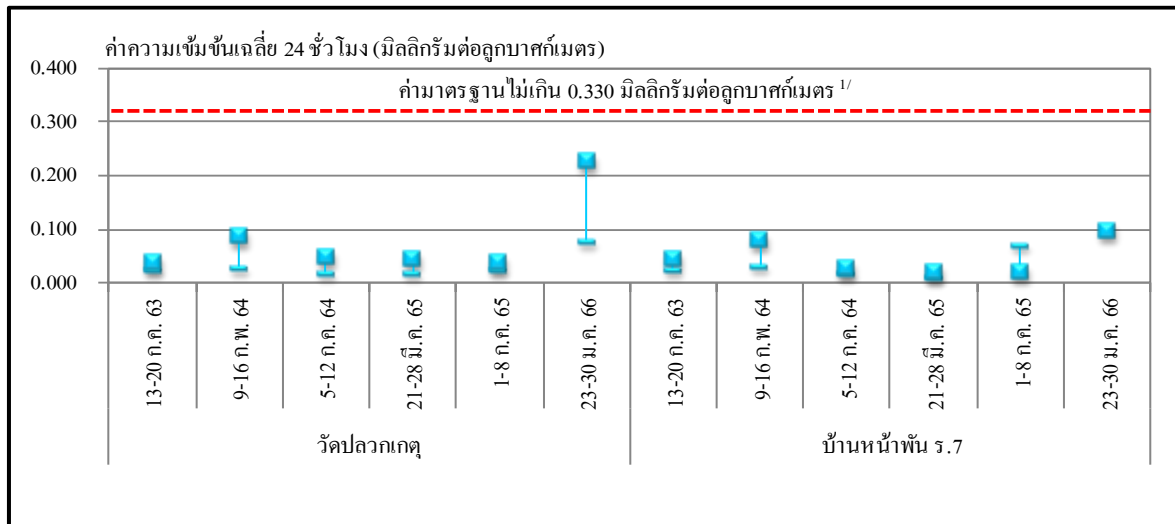 ค่าความเข้มข้นเฉลี่ย 24 ชั่วโมง (มิลลิกรัมต่อลูกบาศก์เมตร)
0.400
ค่ามาตรฐานไม่เกิน 0.330 มิลลิกรัมต่อลูกบาศก์เมตร 1/
0.300
0.200
0.100
0.000
13-20 ก.ค. 63
9-16 ก.พ. 64
5-12 ก.ค. 64
21-28 มี.ค. 65
1-8 ก.ค. 65
23-30 ม.ค. 66
13-20 ก.ค. 63
9-16 ก.พ. 64
5-12 ก.ค. 64
21-28 มี.ค. 65
1-8 ก.ค. 65
23-30 ม.ค. 66
วัดปลวกเกตุ
บ้านหน้าพัน ร.7